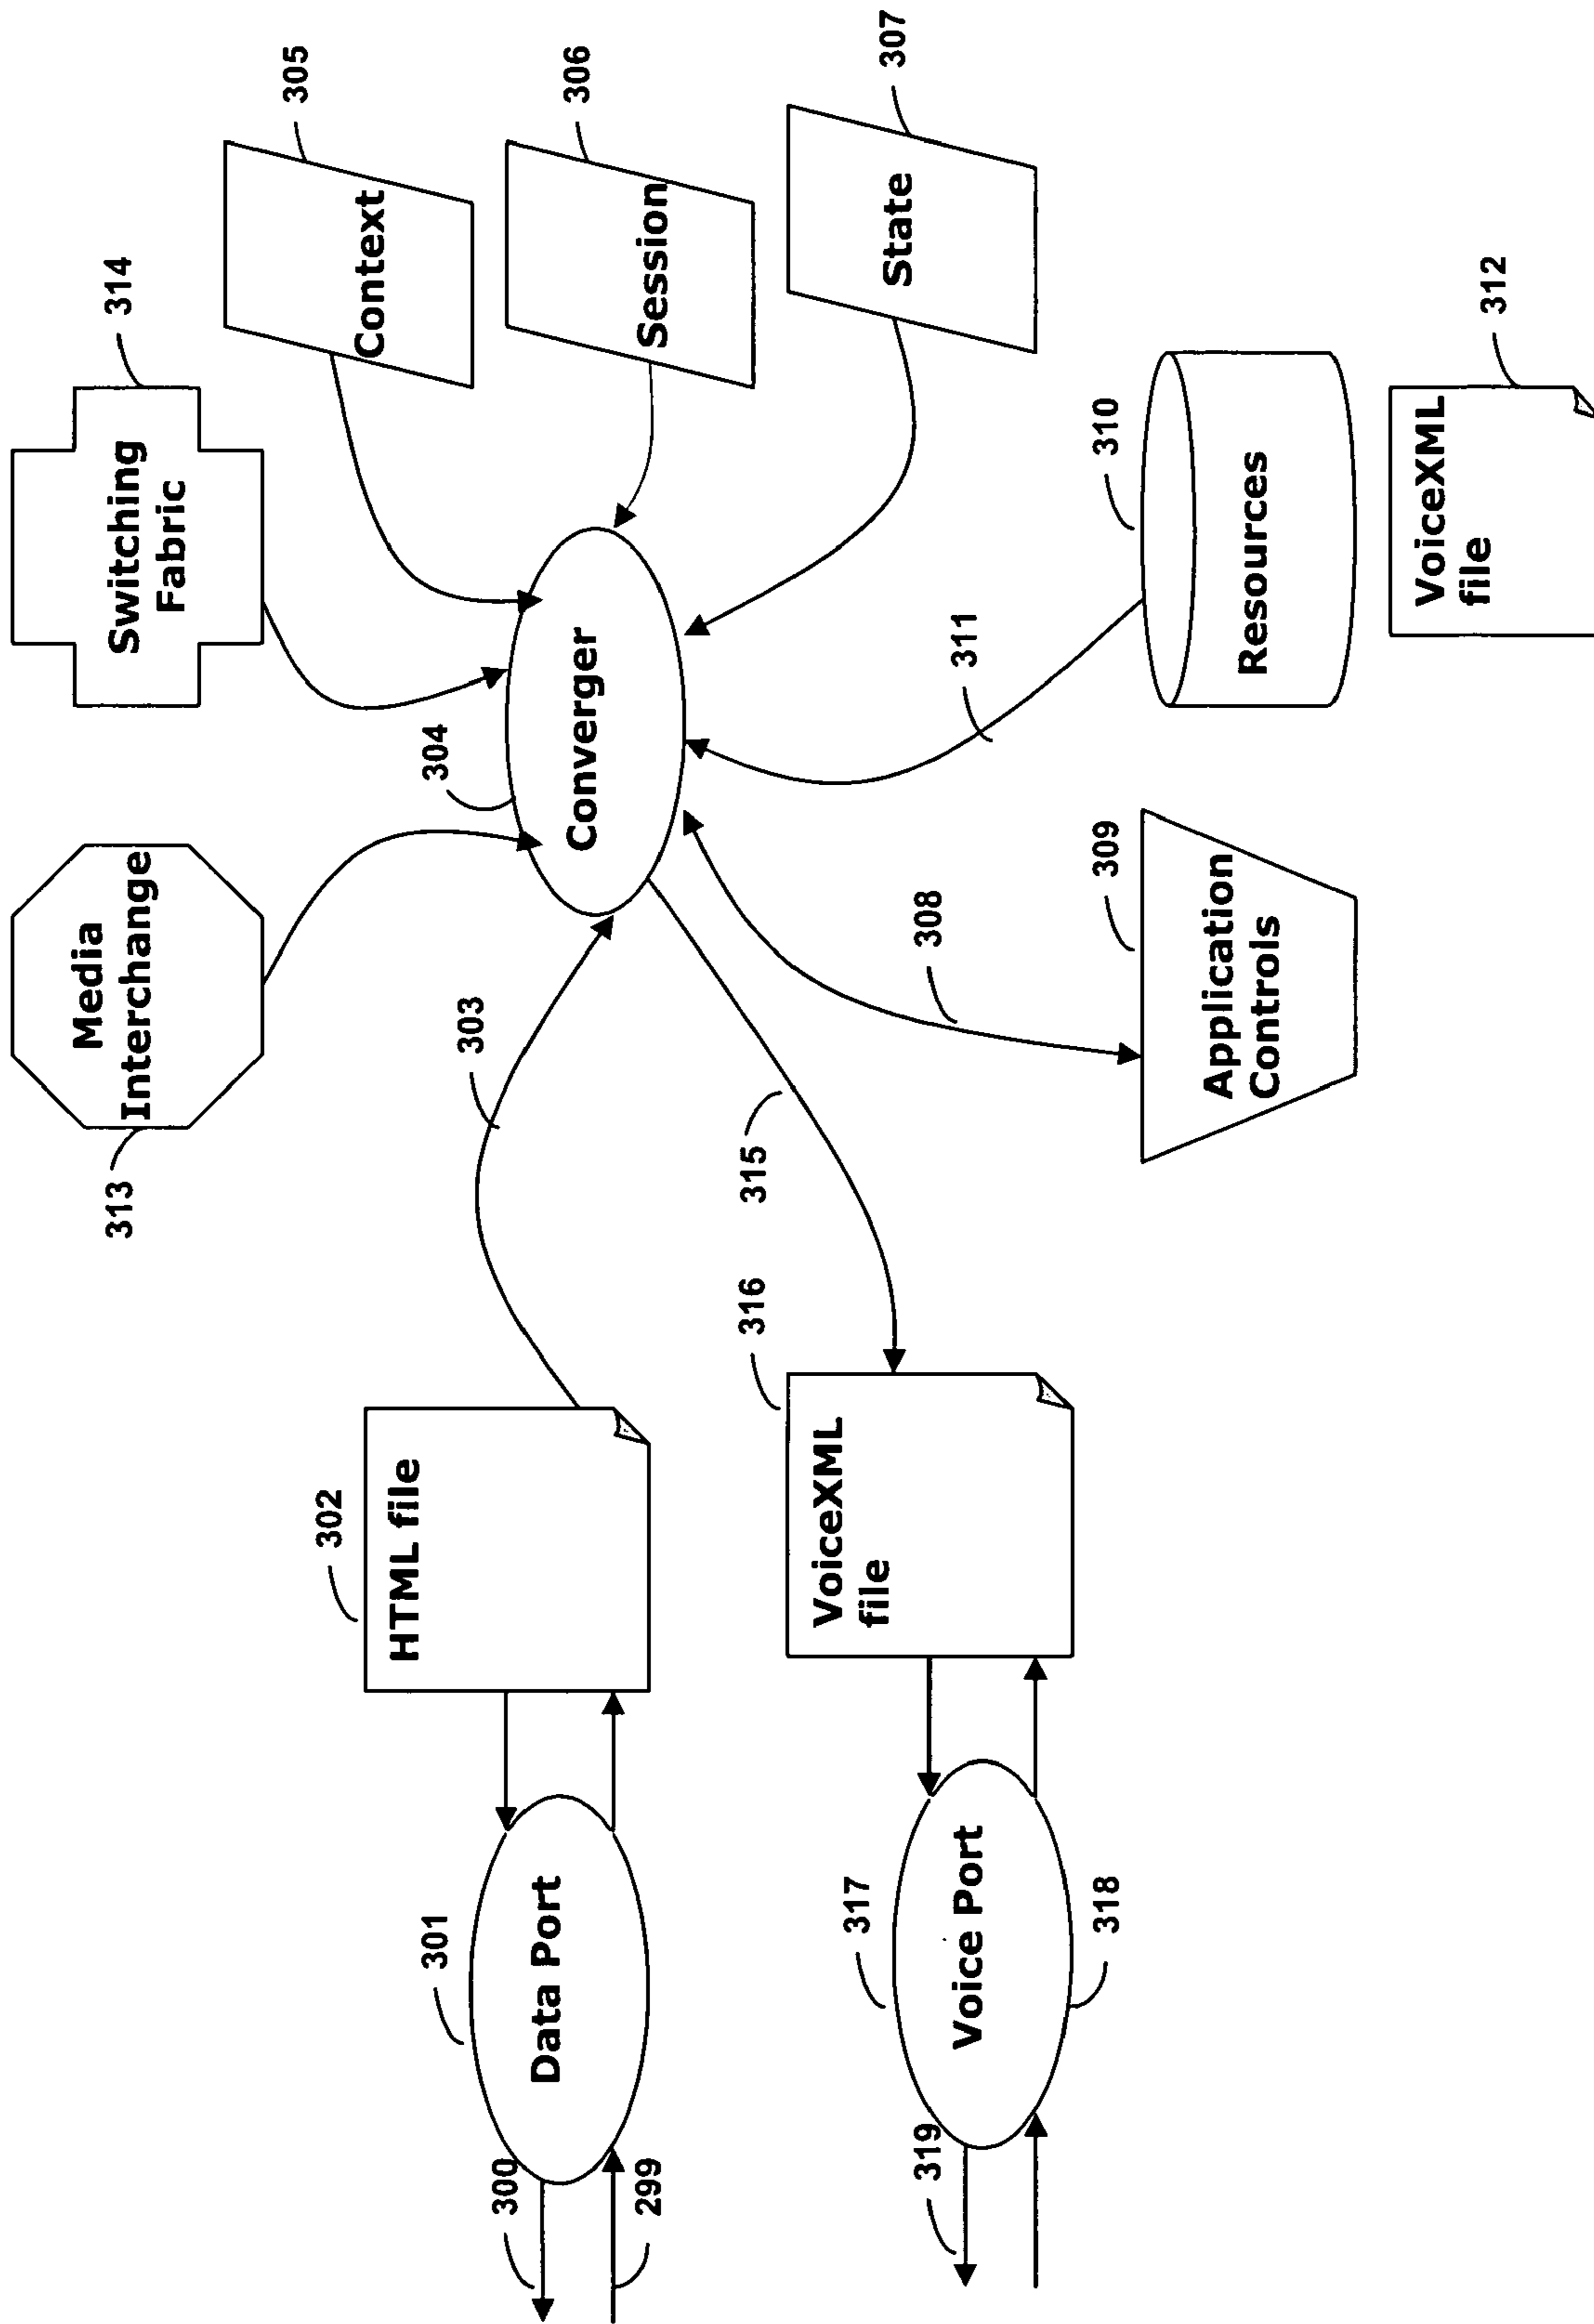 313
Media
Interchange
314
Switching
Fabric
305
Context
306
Session
307
State
304
Converger
303
302
HTML file
301
Data Port
300
299
315
316
VoiceXML
file
317
Voice Port
318
319
308
309
Application
Controls
311
310
Resources
312
VoiceXML
file